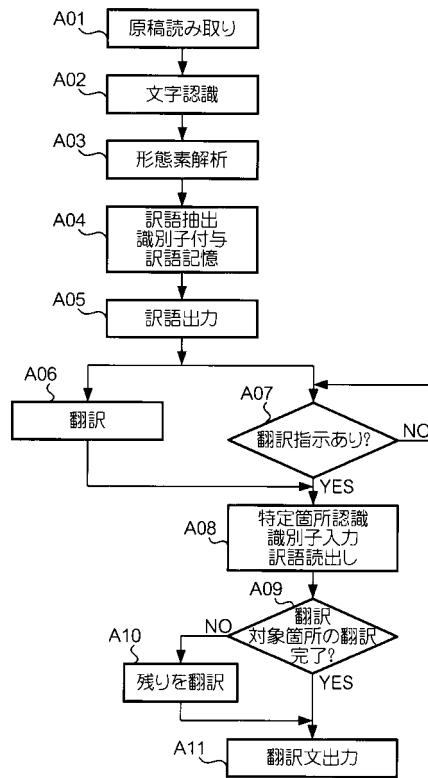 A01
原稿読み取り
A02
文字認識
A03
形態素解析
A04
訳語抽出
識別子付与
訳語記憶
A05
訳語出力
A06
翻訳
A07
翻訳指示あり?
NO
YES
A08
特定箇所認識
識別子入力
訳語読出し
A09
翻訳
対象箇所の翻訳
完了?
NO
YES
A10
残りを翻訳
A11
翻訳文出力